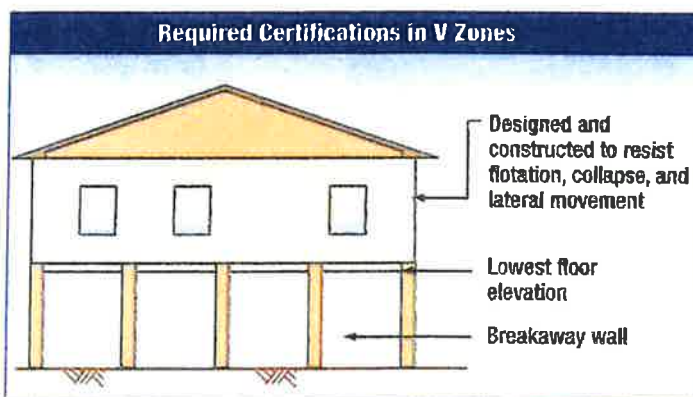 Required Certifications in V Zones
Designed and
constructed to resist
flotation, collapse, and
lateral movement
Lowest floor
elevation
Breakaway wall